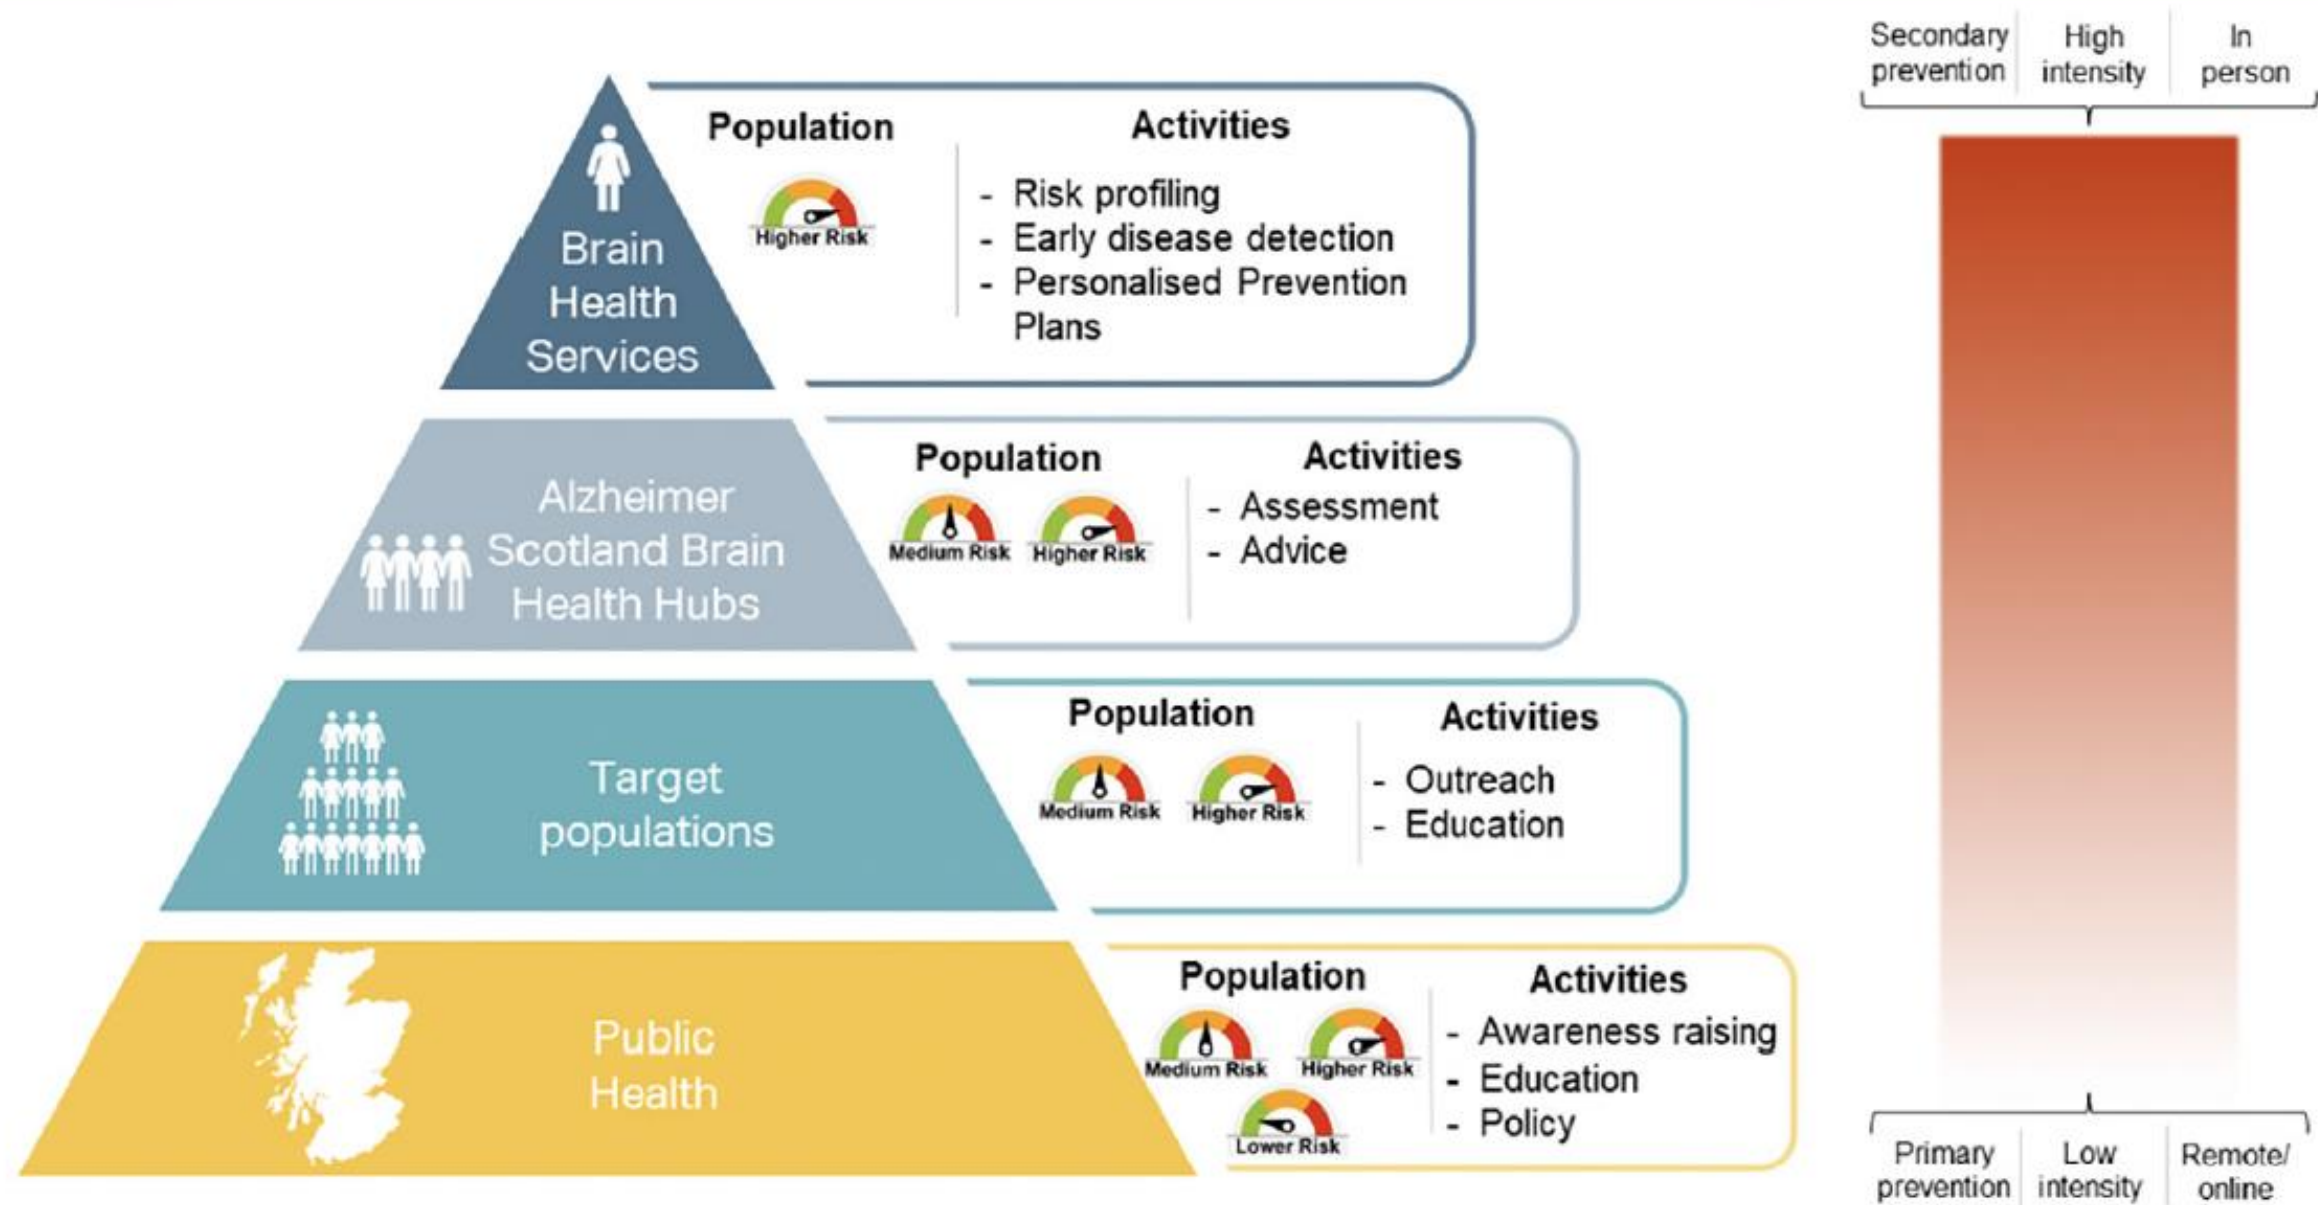 Secondary prevention
High intensity
In person
Brain
Health
Services
Population
Higher Risk
Activities
- Risk profiling
- Early disease detection
- Personalised Prevention
Plans
Alzheimer
Scotland Brain
Health Hubs
Population
Medium Risk
Higher Risk
Activities
- Assessment
- Advice
Target
populations
Population
Medium Risk
Higher Risk
Activities
- Outreach
- Education
Public
Health
Population
Medium Risk
Higher Risk
Lower Risk
Activities
- Awareness raising
- Education
- Policy
Primary
prevention
Low
intensity
Remote/
online